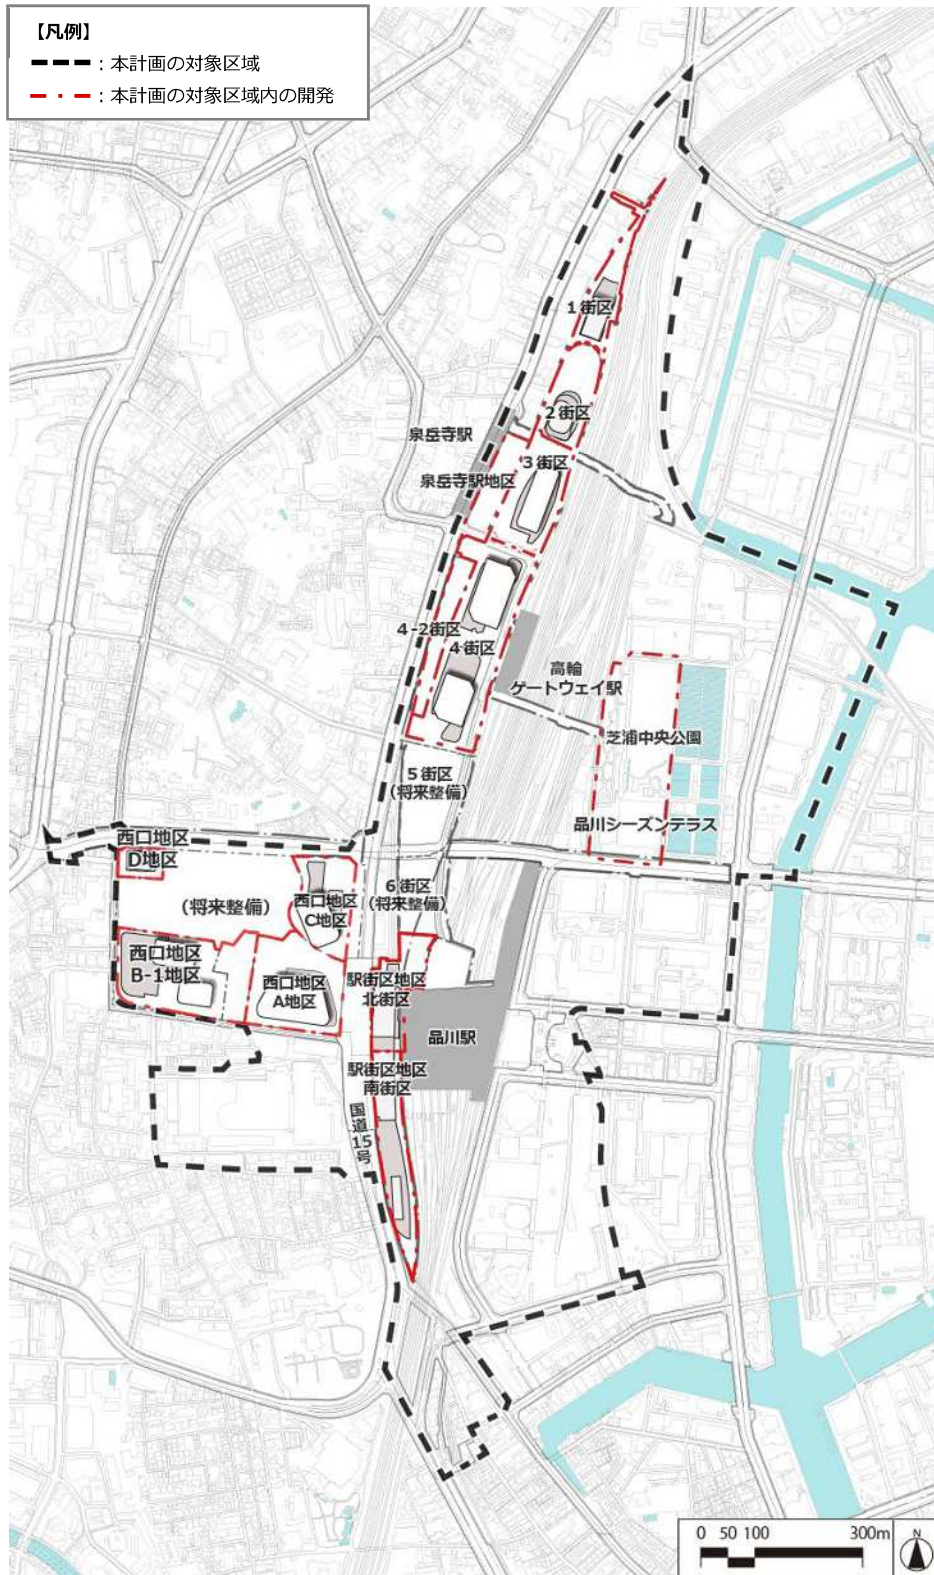 【凡例】
：本計画の対象区域
：本計画の対象区域内の開発
1街区
2街区
泉岳寺駅
3街区
泉岳寺駅地区
4-2街区
4街区
高輪
ゲートウェイ駅
芝浦中央公園
5街区
（将来整備）
品川シーズンテラス
西口地区
D地区
6街区
（将来整備）
（将来整備）
西口地区
C地区
西口地区
B-1地区
西口地区
A地区
駅街区地区
北街区
品川駅
駅街区地区
南街区
国道15号
0 50 100 300m
N